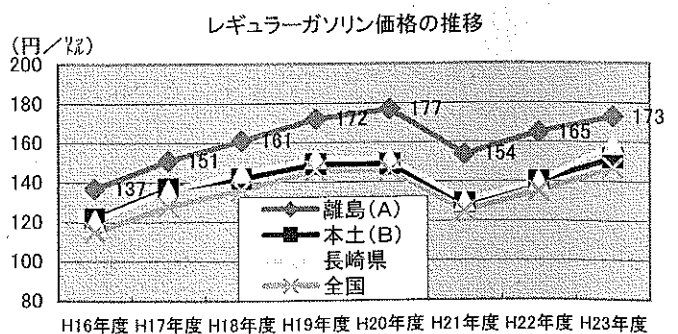 レギュラーガソリン価格の推移
(円/㍑)
200
180
160
140
120
100
80
137
151
161
172
177
154
165
173
離島(A)
本土(B)
長崎県
全国
H16年度 H17年度 H18年度 H19年度 H20年度 H21年度 H22年度 H23年度